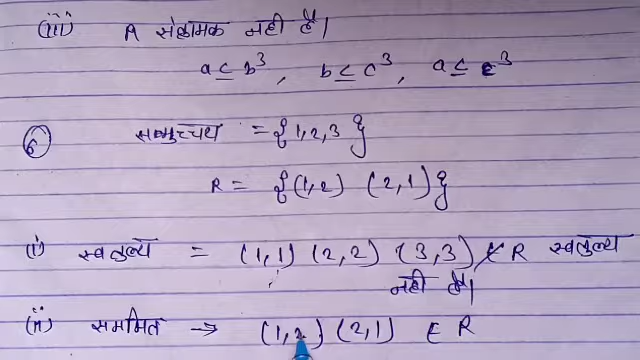 (iii) R संक्रामक नहीं है।
a ≤ b³, b ≤ c³, a ≤ c³
⑥ समुच्चय = {1,2,3}
R = {(1,2) (2,1)}
(i) स्वतुल्य = (1,1) (2,2) (3,3) ∉ R स्वतुल्य
नहीं है।
(ii) सममित → (1,2) (2,1) ∈ R